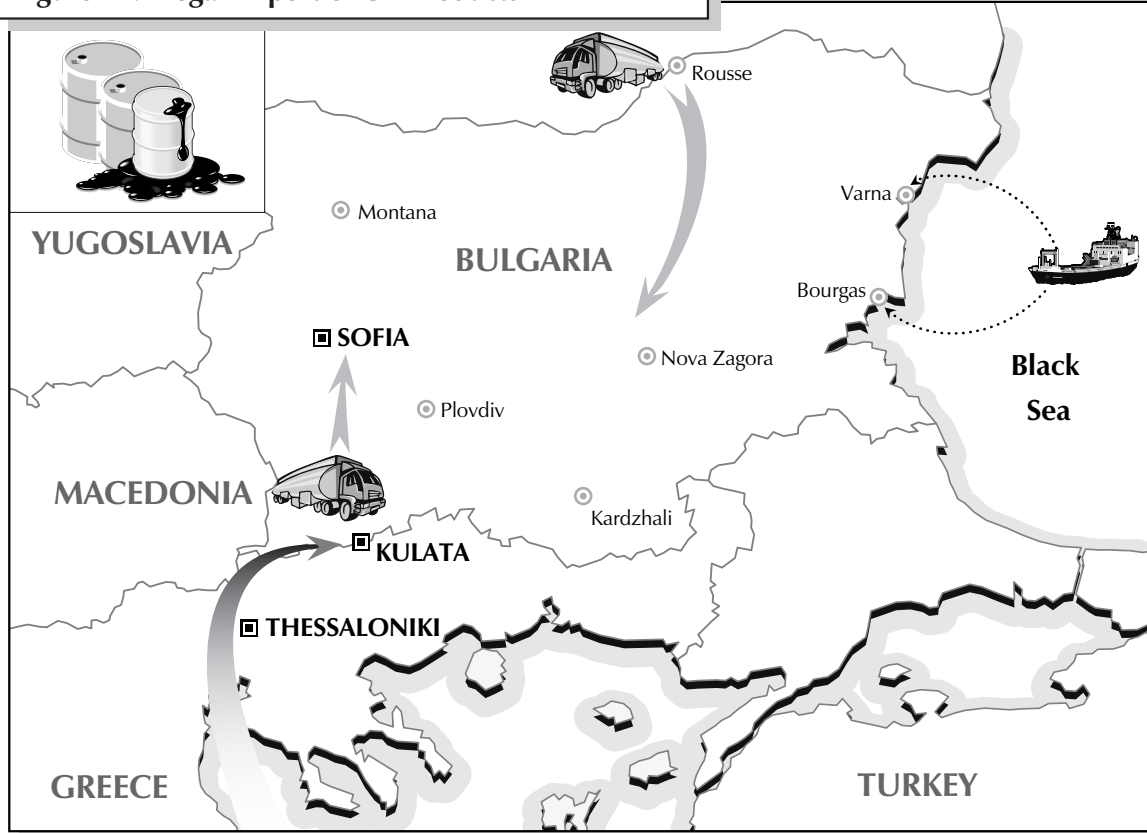 Rousse
Varna
Montana
YUGOSLAVIA
BULGARIA
Bourgas
SOFIA
Nova Zagora
Black
Sea
Plovdiv
MACEDONIA
Kardzhali
KULATA
THESSALONIKI
GREECE
TURKEY